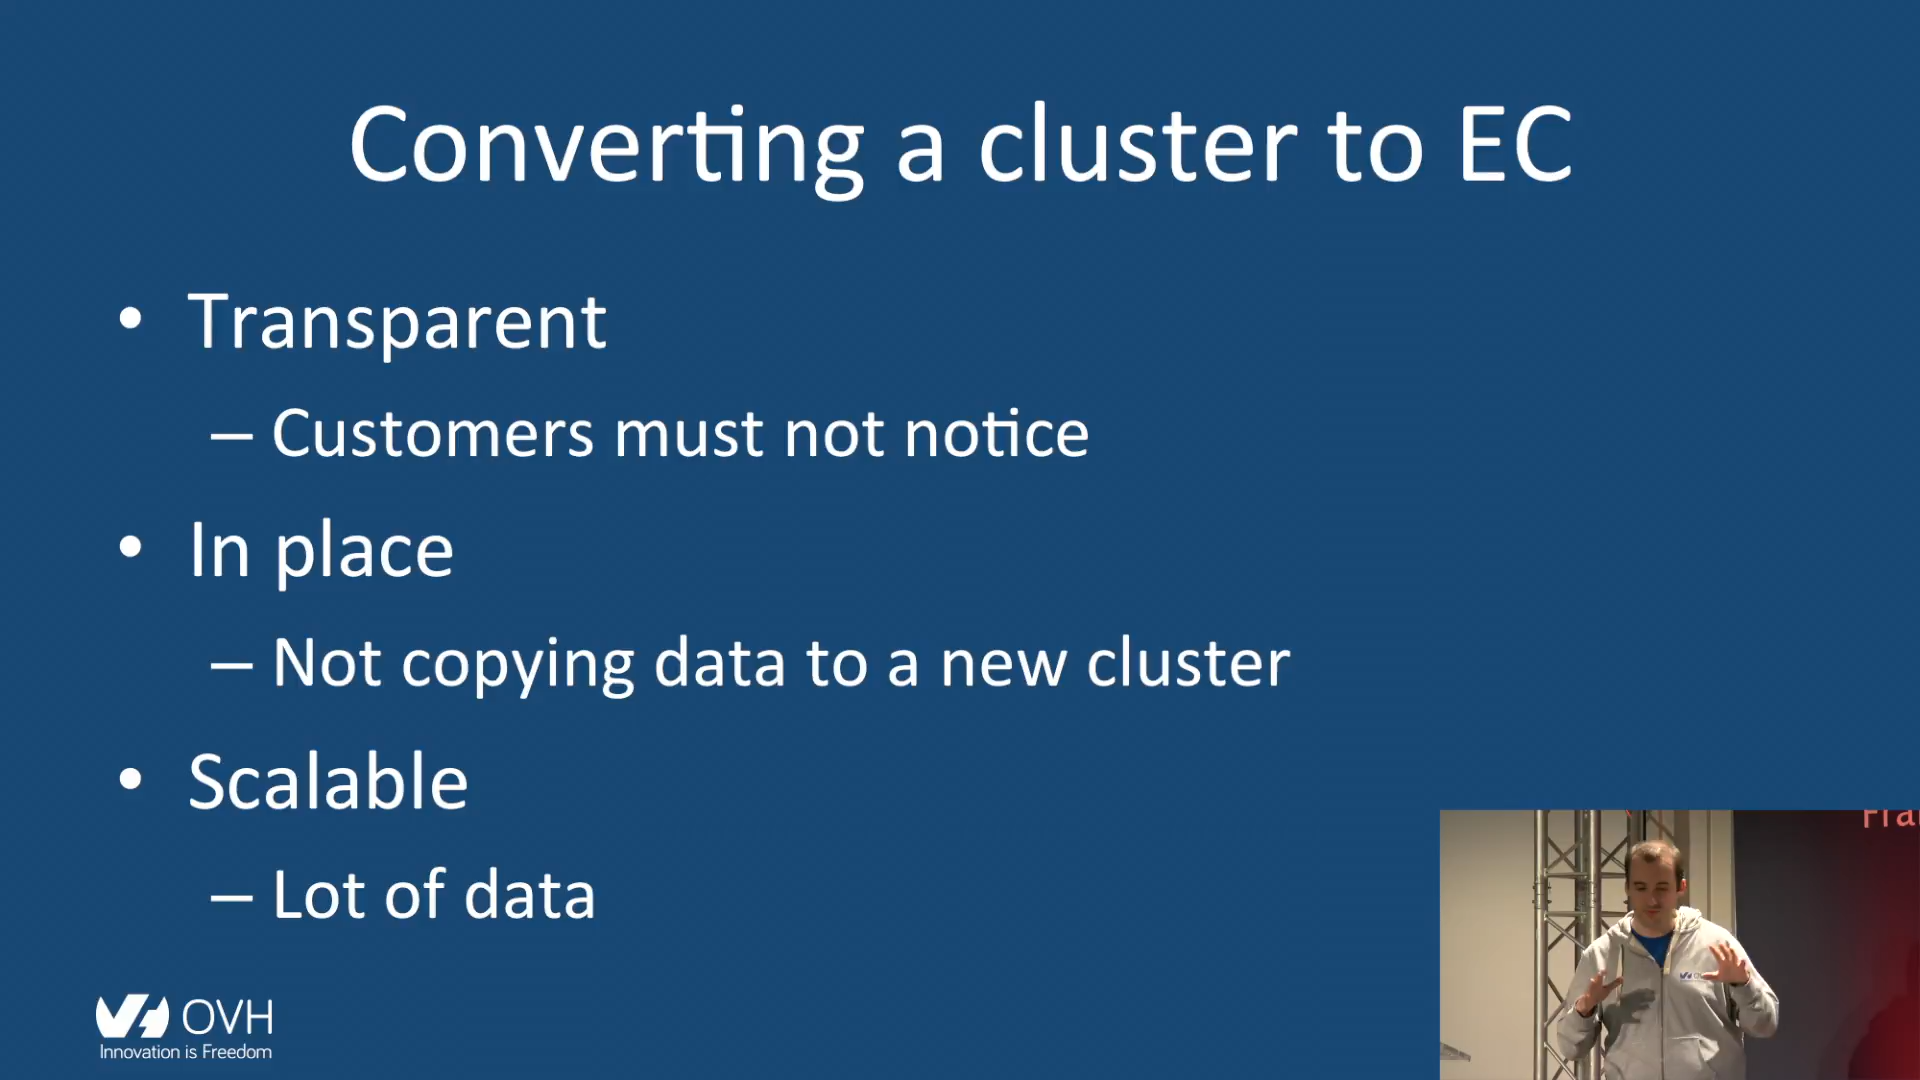 Converting a cluster to EC
• Transparent
– Customers must not notice
• In place
– Not copying data to a new cluster
• Scalable
– Lot of data
OVH
Innovation is Freedom